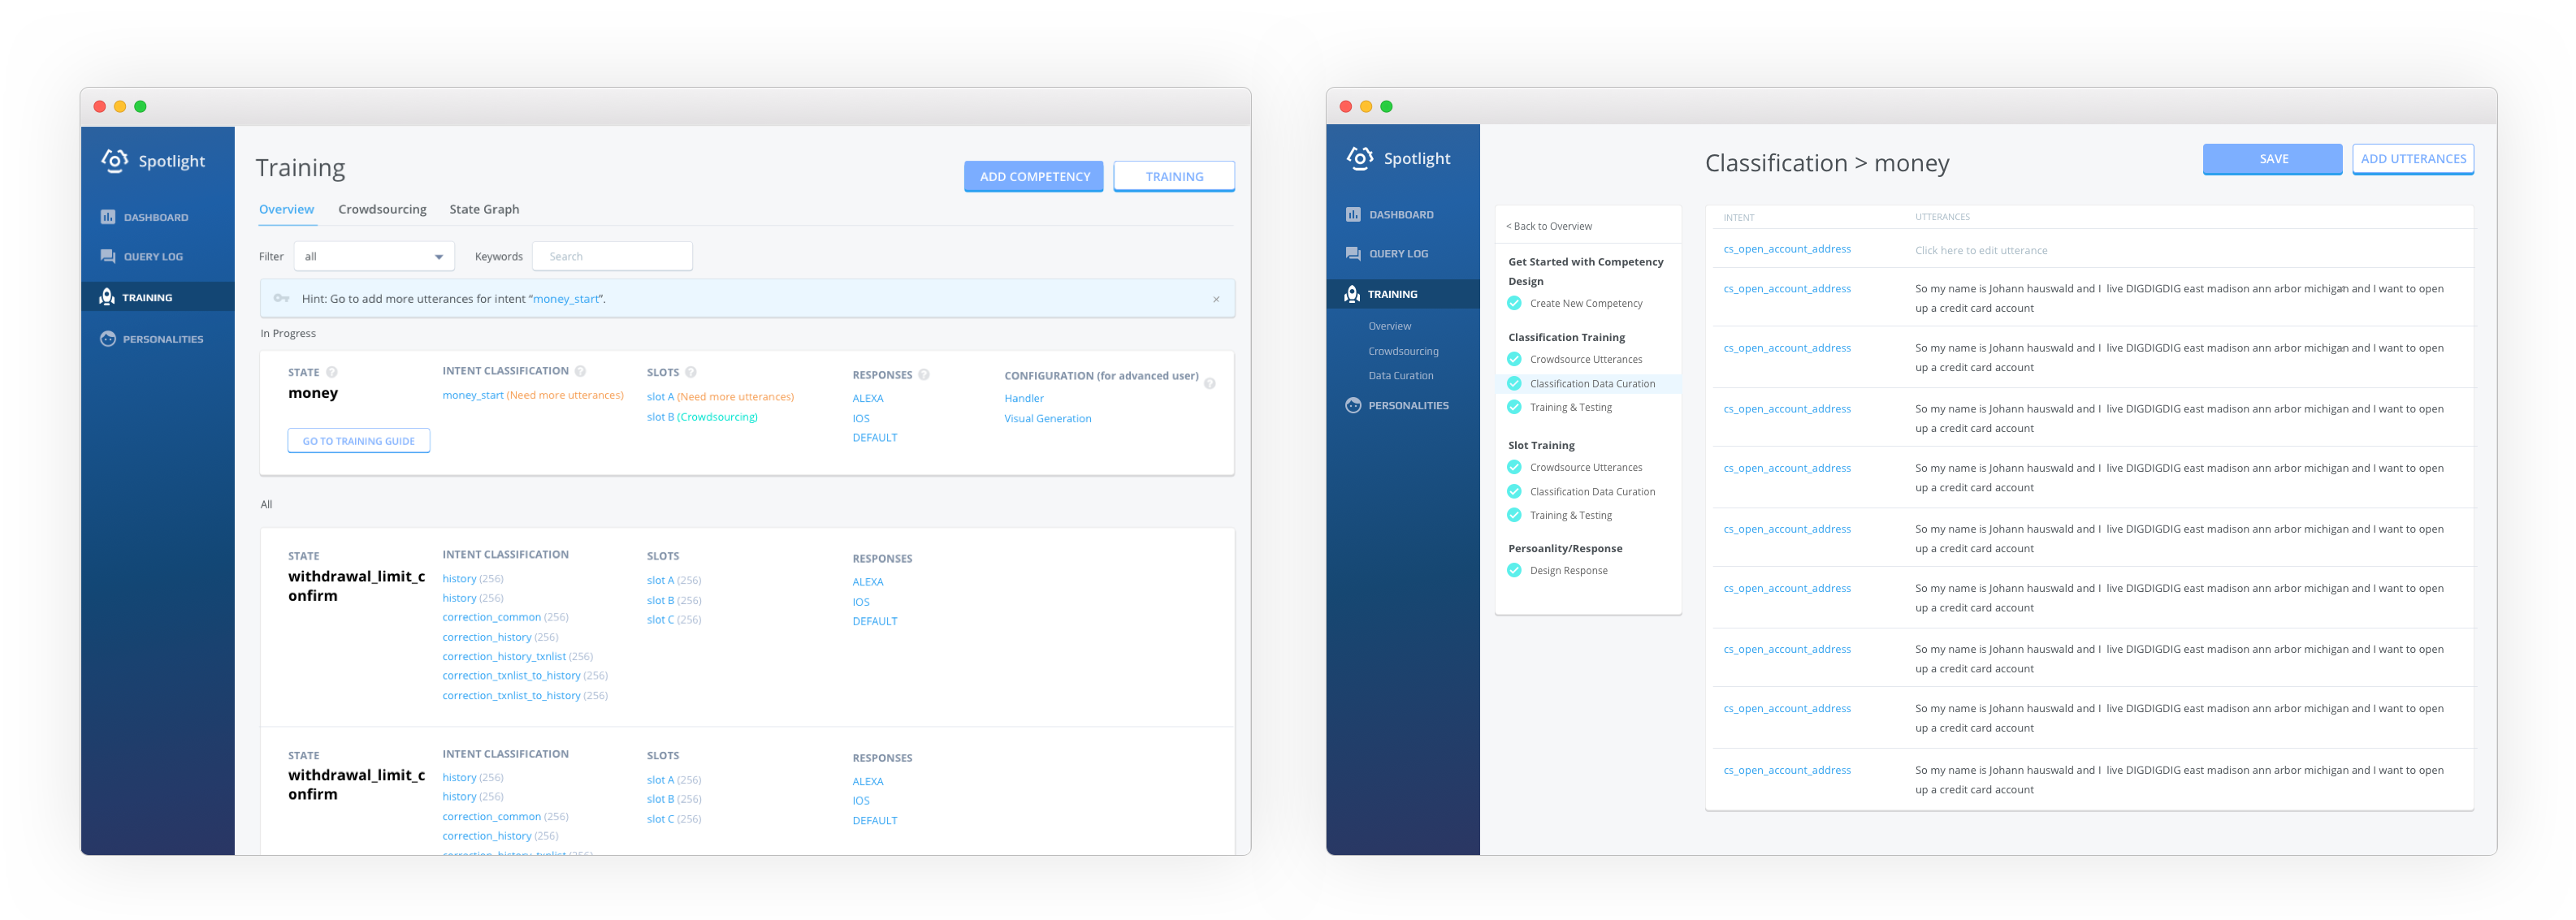 Spotlight
DASHBOARD
QUERY LOG
TRAINING
PERSONALITIES
Training
ADD COMPETENCY
TRAINING
Overview
Crowdsourcing
State Graph
Filter
all
Keywords
Search
Hint: Go to add more utterances for intent “money_start”.
×
In Progress
STATE ?
money
GO TO TRAINING GUIDE
INTENT CLASSIFICATION ?
money_start (Need more utterances)
SLOTS ?
slot A (Need more utterances)
slot B (Crowdsourcing)
RESPONSES ?
ALEXA
IOS
DEFAULT
CONFIGURATION (for advanced user) ?
Handler
Visual Generation
All
STATE
withdrawal_limit_c
onfirm
INTENT CLASSIFICATION
history (256)
history (256)
correction_common (256)
correction_history (256)
correction_history_txnlist (256)
correction_txnlist_to_history (256)
correction_txnlist_to_history (256)
SLOTS
slot A (256)
slot B (256)
slot C (256)
RESPONSES
ALEXA
IOS
DEFAULT
STATE
withdrawal_limit_c
onfirm
INTENT CLASSIFICATION
history (256)
history (256)
correction_common (256)
correction_history (256)
correction_history_txnlist (256)
SLOTS
slot A (256)
slot B (256)
slot C (256)
RESPONSES
ALEXA
IOS
DEFAULT
Spotlight
DASHBOARD
QUERY LOG
TRAINING
Overview
Crowdsourcing
Data Curation
PERSONALITIES
< Back to Overview
Get Started with Competency
Design
Create New Competency
Classification Training
Crowdsource Utterances
Classification Data Curation
Training & Testing
Slot Training
Crowdsource Utterances
Classification Data Curation
Training & Testing
Persoanlity/Response
Design Response
Classification > money
SAVE
ADD UTTERANCES
INTENT
UTTERANCES
cs_open_account_address
Click here to edit utterance
cs_open_account_address
So my name is Johann hauswald and I live DIGDIGDIG east madison ann arbor michigan and I want to open
up a credit card account
cs_open_account_address
So my name is Johann hauswald and I live DIGDIGDIG east madison ann arbor michigan and I want to open
up a credit card account
cs_open_account_address
So my name is Johann hauswald and I live DIGDIGDIG east madison ann arbor michigan and I want to open
up a credit card account
cs_open_account_address
So my name is Johann hauswald and I live DIGDIGDIG east madison ann arbor michigan and I want to open
up a credit card account
cs_open_account_address
So my name is Johann hauswald and I live DIGDIGDIG east madison ann arbor michigan and I want to open
up a credit card account
cs_open_account_address
So my name is Johann hauswald and I live DIGDIGDIG east madison ann arbor michigan and I want to open
up a credit card account
cs_open_account_address
So my name is Johann hauswald and I live DIGDIGDIG east madison ann arbor michigan and I want to open
up a credit card account
cs_open_account_address
So my name is Johann hauswald and I live DIGDIGDIG east madison ann arbor michigan and I want to open
up a credit card account
cs_open_account_address
So my name is Johann hauswald and I live DIGDIGDIG east madison ann arbor michigan and I want to open
up a credit card account